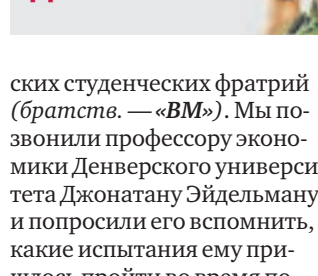 ских студенческих фратрий
(братств. — «ВМ»). Мы по-
звонили профессору эконо-
мики Денверского универси
тета Джонатану Эйдельману
и попросили его вспомнить,
какие испытания ему при-
шлось пройти во время по-